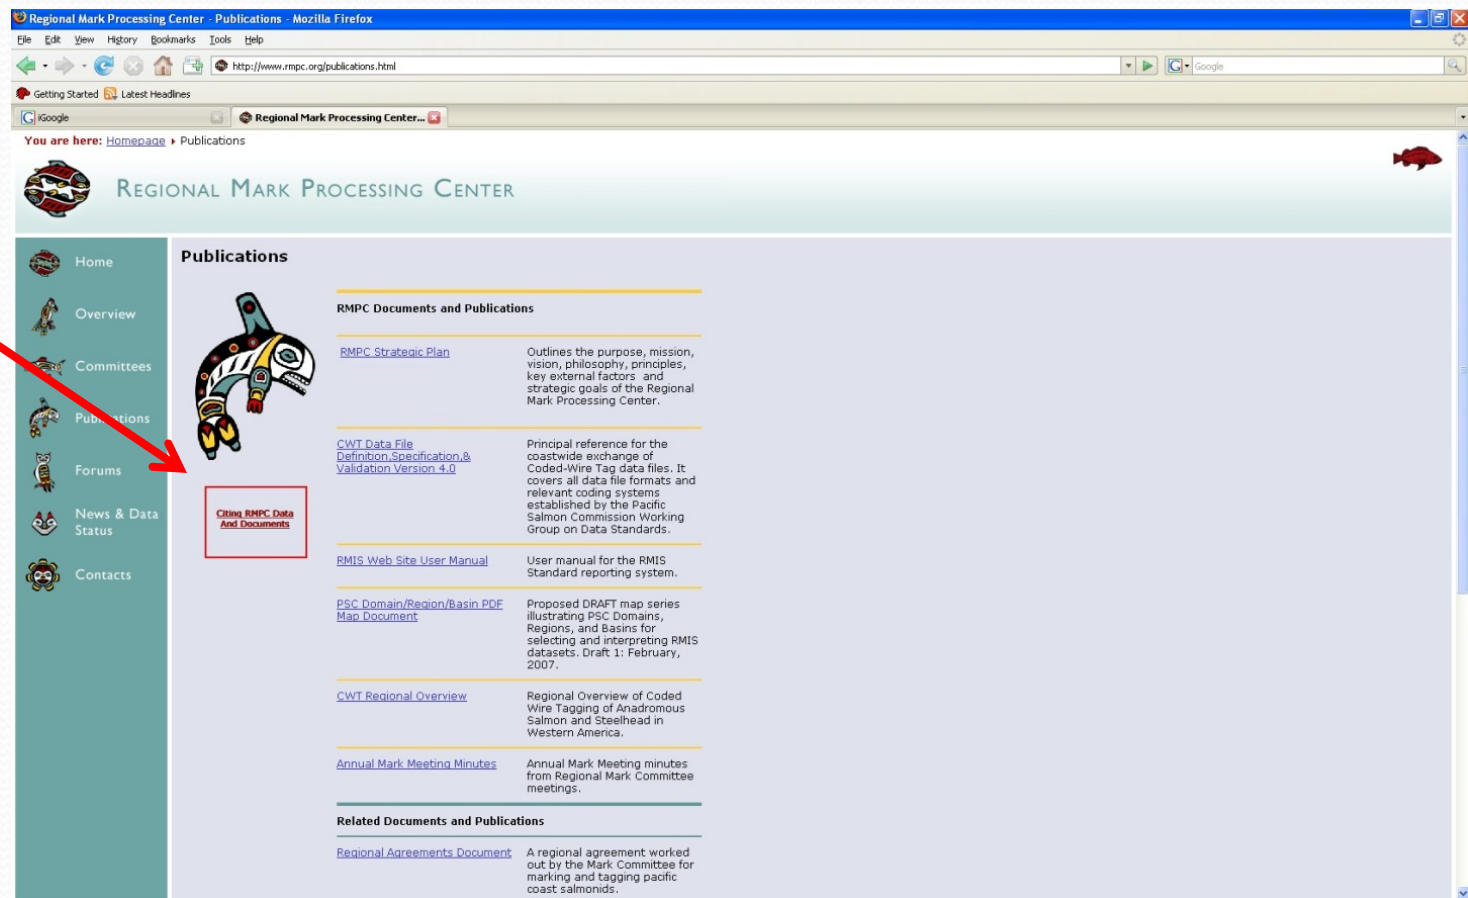 Regional Mark Processing Center - Publications - Mozilla Firefox
File Edit View History Bookmarks Tools Help
http://www.rmpc.org/publications.html
Google
Getting Started Latest Headlines
iGoogle
Regional Mark Processing Center...
You are here: Homepage ▸ Publications
REGIONAL MARK PROCESSING CENTER
Home
Overview
Committees
Publications
Forums
News & Data
Status
Contacts
Publications
Citing RMPC Data
And Documents
RMPC Documents and Publications
RMPC Strategic Plan
Outlines the purpose, mission,
vision, philosophy, principles,
key external factors and
strategic goals of the Regional
Mark Processing Center.
CWT Data File
Definition,Specification,&
Validation Version 4.0
Principal reference for the
coastwide exchange of
Coded-Wire Tag data files. It
covers all data file formats and
relevant coding systems
established by the Pacific
Salmon Commission Working
Group on Data Standards.
RMIS Web Site User Manual
User manual for the RMIS
Standard reporting system.
PSC Domain/Region/Basin PDF
Map Document
Proposed DRAFT map series
illustrating PSC Domains,
Regions, and Basins for
selecting and interpreting RMIS
datasets. Draft 1: February,
2007.
CWT Regional Overview
Regional Overview of Coded
Wire Tagging of Anadromous
Salmon and Steelhead in
Western America.
Annual Mark Meeting Minutes
Annual Mark Meeting minutes
from Regional Mark Committee
meetings.
Related Documents and Publications
Regional Agreements Document
A regional agreement worked
out by the Mark Committee for
marking and tagging pacific
coast salmonids.